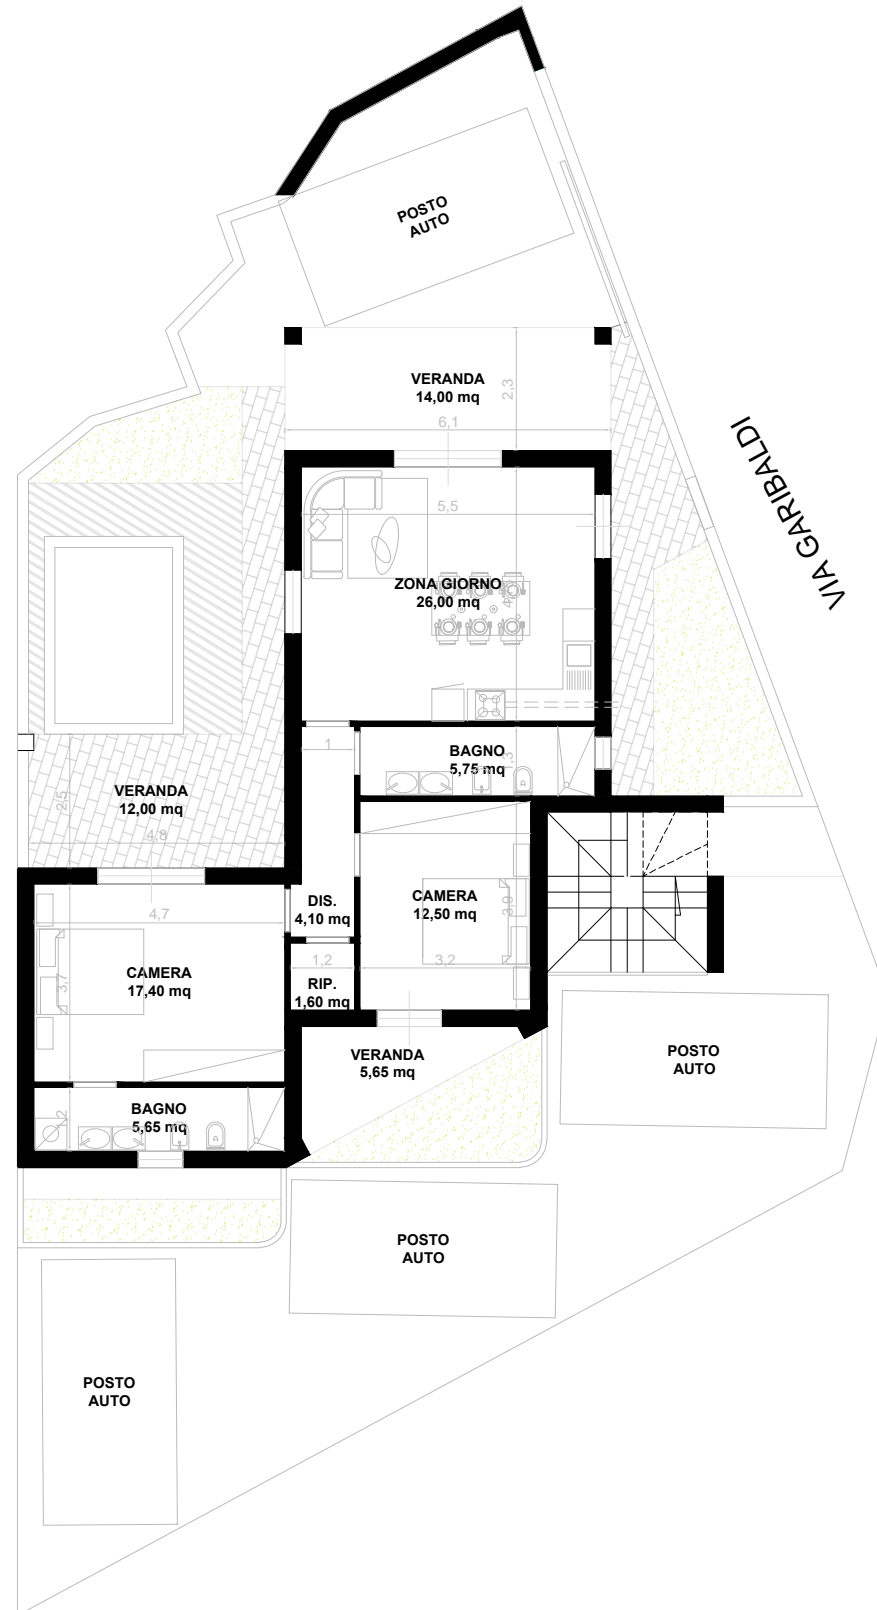 POSTO
AUTO
VERANDA
14,00 mq
2,3
6,1
VIA GARIBALDI
5,5
ZONA GIORNO
26,00 mq
1
BAGNO
5,75 mq
VERANDA
12,00 mq
2,5
4,8
DIS.
4,10 mq
CAMERA
12,50 mq
3,9
4,7
CAMERA
17,40 mq
3,7
1,2
3,2
RIP.
1,60 mq
VERANDA
5,65 mq
POSTO
AUTO
BAGNO
5,65 mq
POSTO
AUTO
POSTO
AUTO